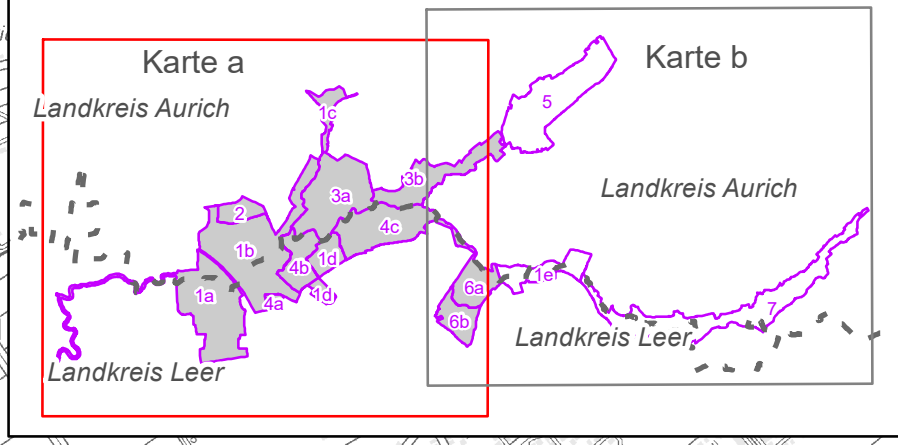 Karte a
Karte b
Landkreis Aurich
1c
5
3b
3a
Landkreis Aurich
2
4c
1b
1d
4b
1e
6a
1a
1d
4a
7
6b
Landkreis Leer
Landkreis Leer